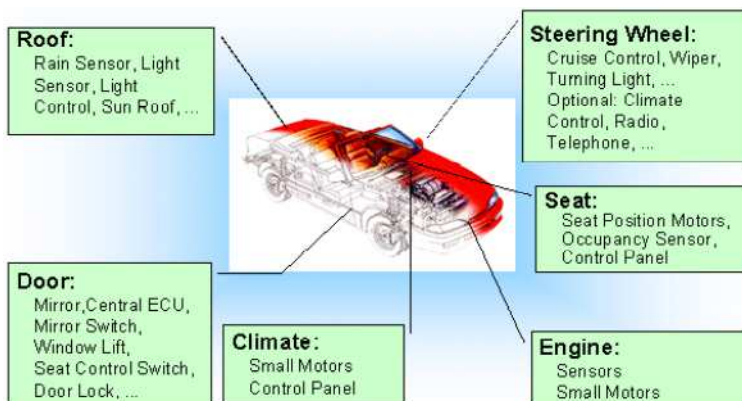 Roof:
Rain Sensor, Light
Sensor, Light
Control, Sun Roof, ...
Steering Wheel:
Cruise Control, Wiper,
Turning Light, ...
Optional: Climate
Control, Radio,
Telephone, ...
Seat:
Seat Position Motors,
Occupancy Sensor,
Control Panel
Door:
Mirror,Central ECU,
Mirror Switch,
Window Lift,
Seat Control Switch,
Door Lock, ...
Climate:
Small Motors
Control Panel
Engine:
Sensors
Small Motors